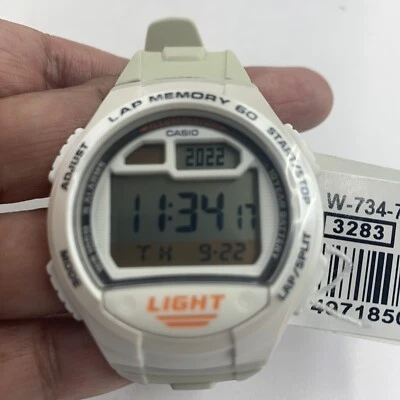 LAP MEMORY 60
CASIO
ADJUST
START/STOP
2022
11:34 17
TH 9-22
MODE
LAP/SPLIT
LIGHT
W-734-7
3283
4971850